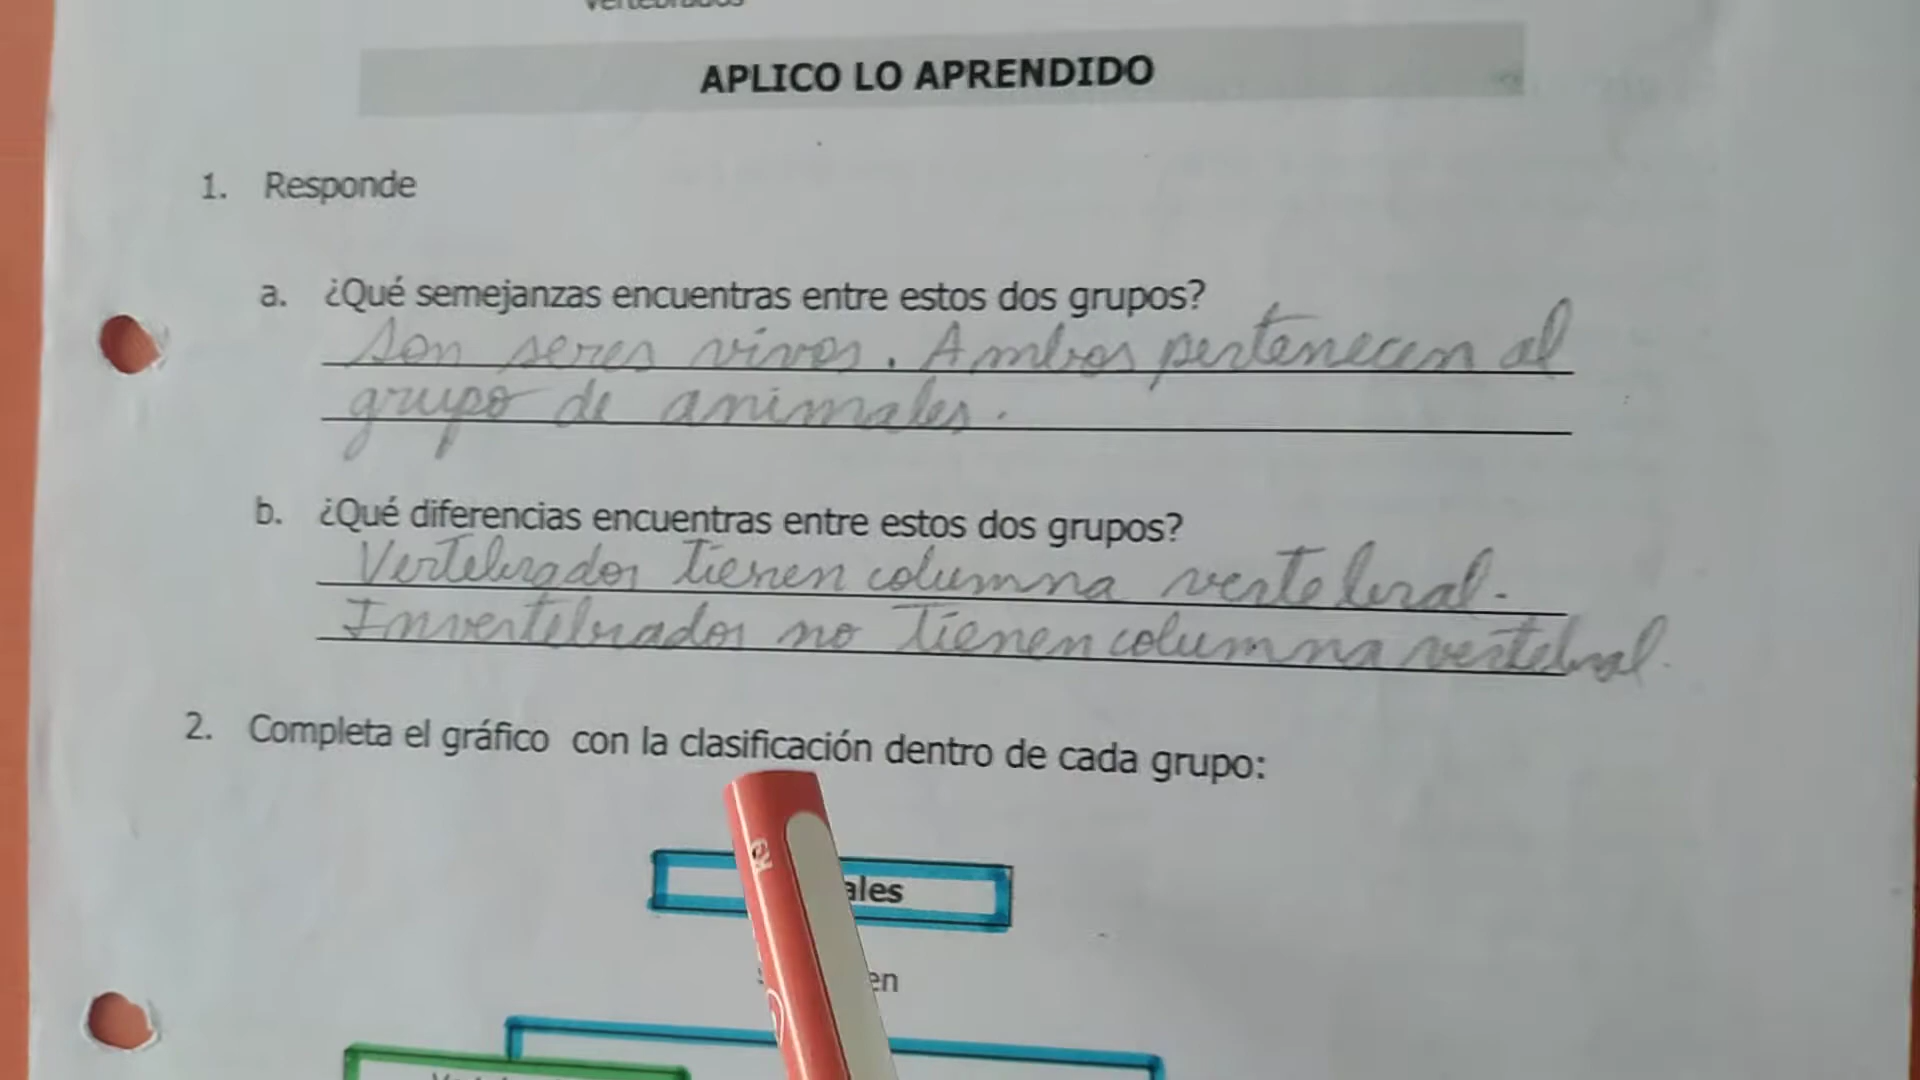 APLICO LO APRENDIDO
1. Responde
a. ¿Qué semejanzas encuentras entre estos dos grupos?
Son seres vivos. Ambos pertenecen al
grupo de animales.
b. ¿Qué diferencias encuentras entre estos dos grupos?
Vertebrados tienen columna vertebral.
Invertebrados no tienen columna vertebral.
2. Completa el gráfico con la clasificación dentro de cada grupo:
ales
en